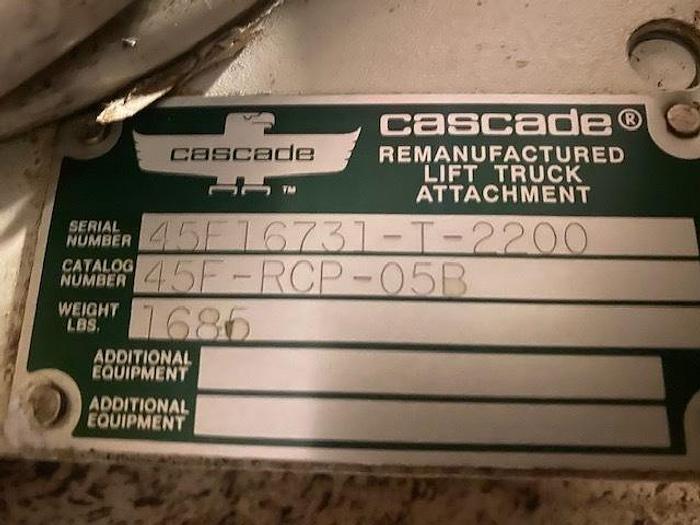 cascade
™
cascade®
REMANUFACTURED
LIFT TRUCK
ATTACHMENT
SERIAL
NUMBER
45F16731-T-2200
CATALOG
NUMBER
45F-RCP-05B
WEIGHT
LBS.
1685
ADDITIONAL
EQUIPMENT
ADDITIONAL
EQUIPMENT